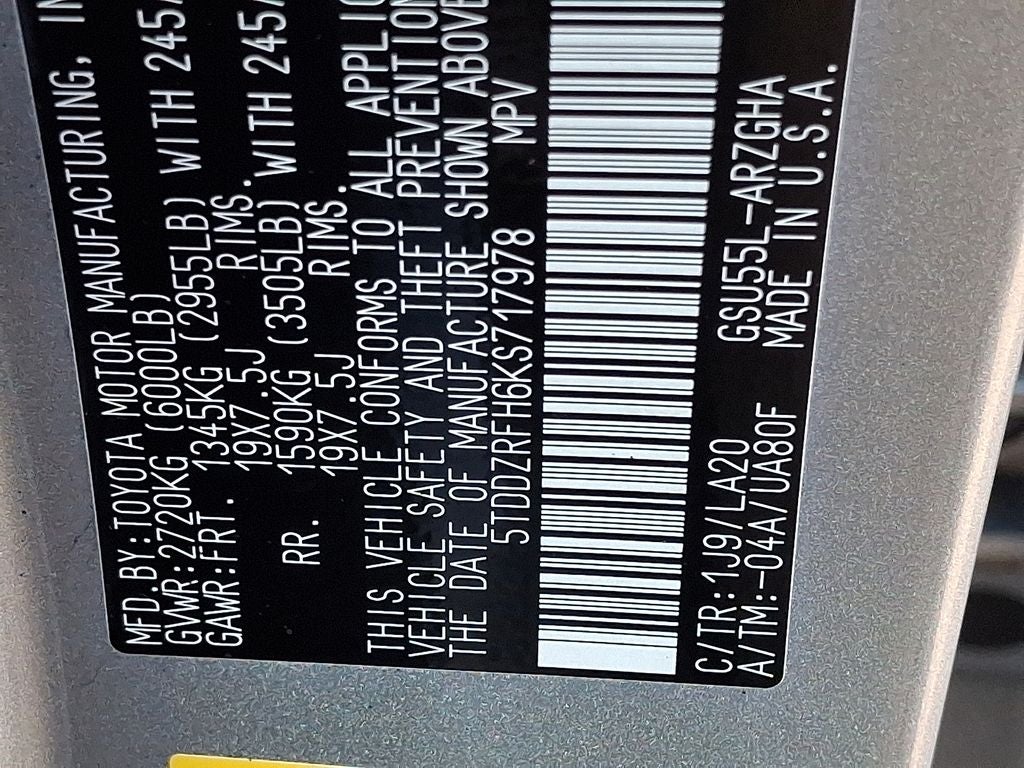 MFD.BY:TOYOTA MOTOR MANUFACTURING,
GVWR:2720KG (6000LB)
GAWR:FRT. 1345KG (2955LB) WITH 245/
19X7.5J RIMS.
RR. 1590KG (3505LB) WITH 245/
19X7.5J RIMS.
THIS VEHICLE CONFORMS TO ALL
VEHICLE SAFETY AND THEFT PREVENTION
THE DATE OF MANUFACTURE SHOWN ABOVE
5TDDZRFH6KS717978 MPV
C/TR:1J9/LA20 GSU55L-ARZGHA
A/TM:-04A/UA80F MADE IN U.S.A.